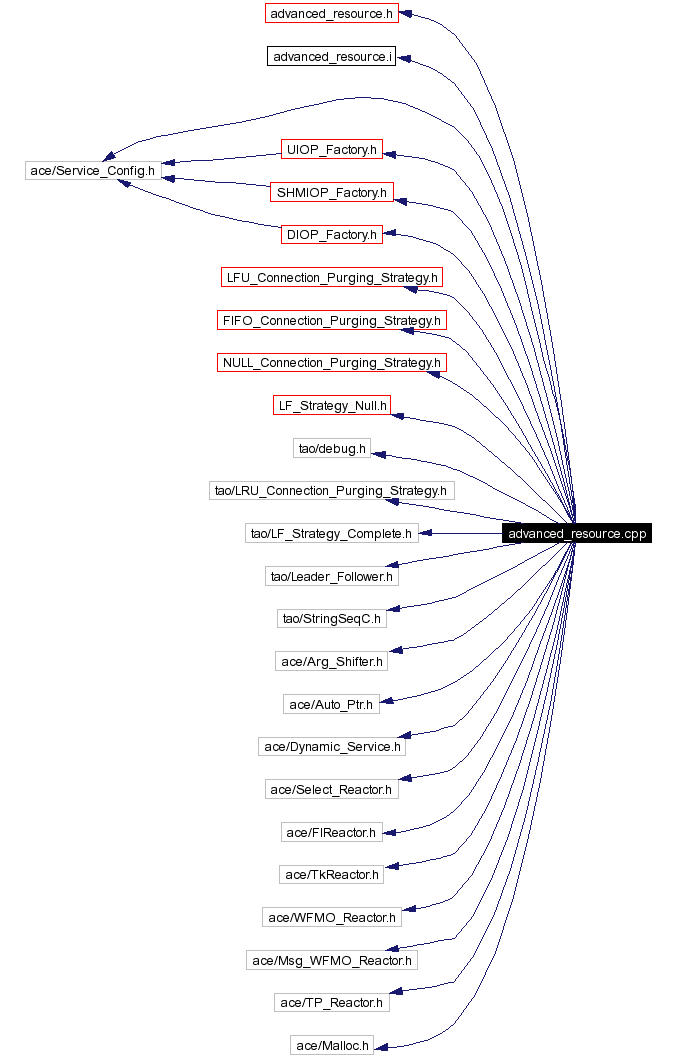 advanced_resource.h
advanced_resource.i
UIOP_Factory.h
ace/Service_Config.h
SHMIOP_Factory.h
DIOP_Factory.h
LFU_Connection_Purging_Strategy.h
FIFO_Connection_Purging_Strategy.h
NULL_Connection_Purging_Strategy.h
LF_Strategy_Null.h
tao/debug.h
tao/LRU_Connection_Purging_Strategy.h
tao/LF_Strategy_Complete.h
advanced_resource.cpp
tao/Leader_Follower.h
tao/StringSeqC.h
ace/Arg_Shifter.h
ace/Auto_Ptr.h
ace/Dynamic_Service.h
ace/Select_Reactor.h
ace/FlReactor.h
ace/TkReactor.h
ace/WFMO_Reactor.h
ace/Msg_WFMO_Reactor.h
ace/TP_Reactor.h
ace/Malloc.h